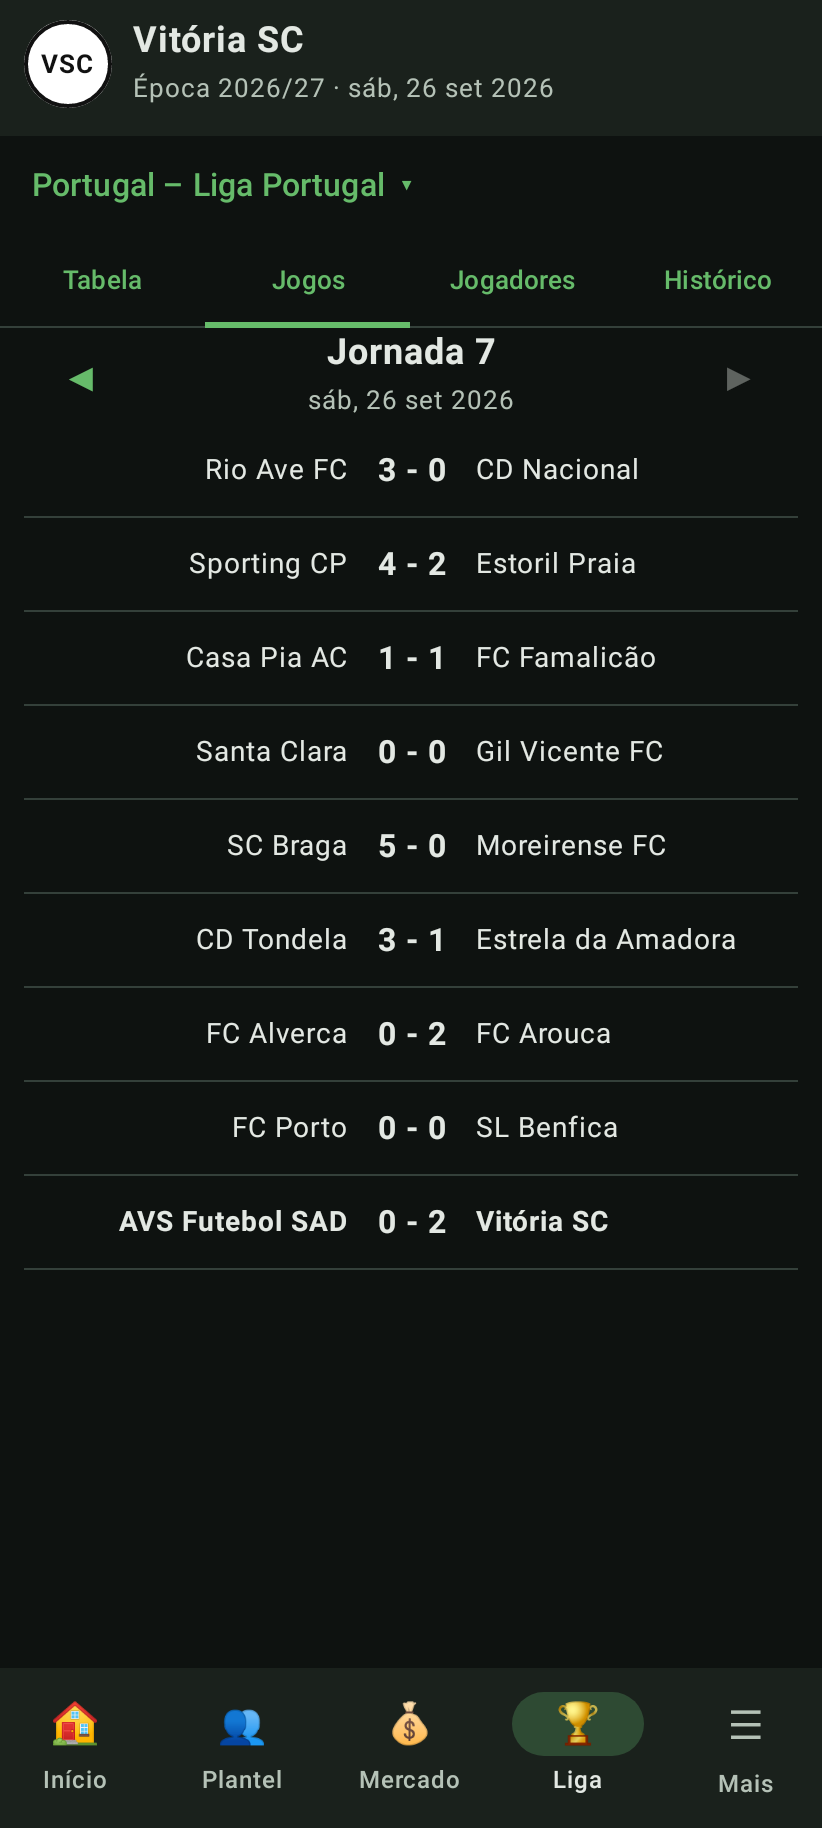 VSC
Vitória SC
Época 2026/27 · sáb, 26 set 2026
Portugal – Liga Portugal ▾
Tabela Jogos Jogadores Histórico
◀ Jornada 7 ▶
sáb, 26 set 2026
Rio Ave FC 3 - 0 CD Nacional
Sporting CP 4 - 2 Estoril Praia
Casa Pia AC 1 - 1 FC Famalicão
Santa Clara 0 - 0 Gil Vicente FC
SC Braga 5 - 0 Moreirense FC
CD Tondela 3 - 1 Estrela da Amadora
FC Alverca 0 - 2 FC Arouca
FC Porto 0 - 0 SL Benfica
AVS Futebol SAD 0 - 2 Vitória SC
Início Plantel Mercado Liga Mais